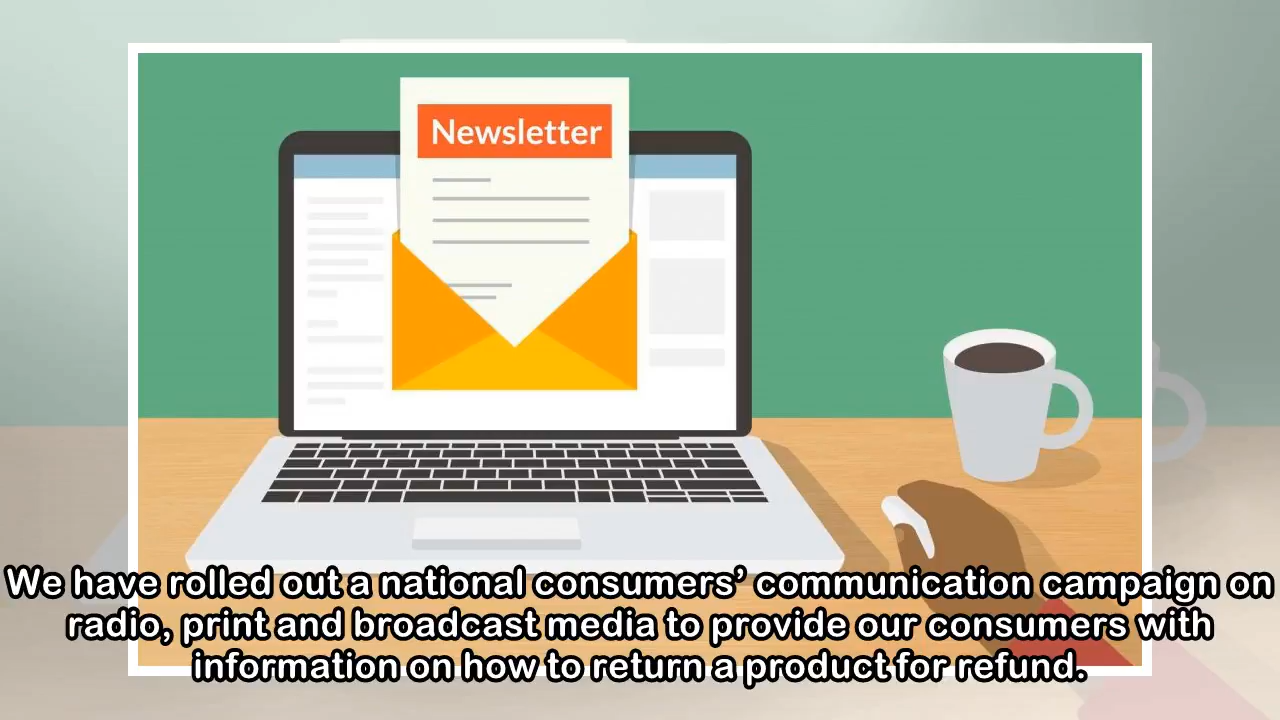 Newsletter
We have rolled out a national consumers’ communication campaign on
radio, print and broadcast media to provide our consumers with
information on how to return a product for refund.